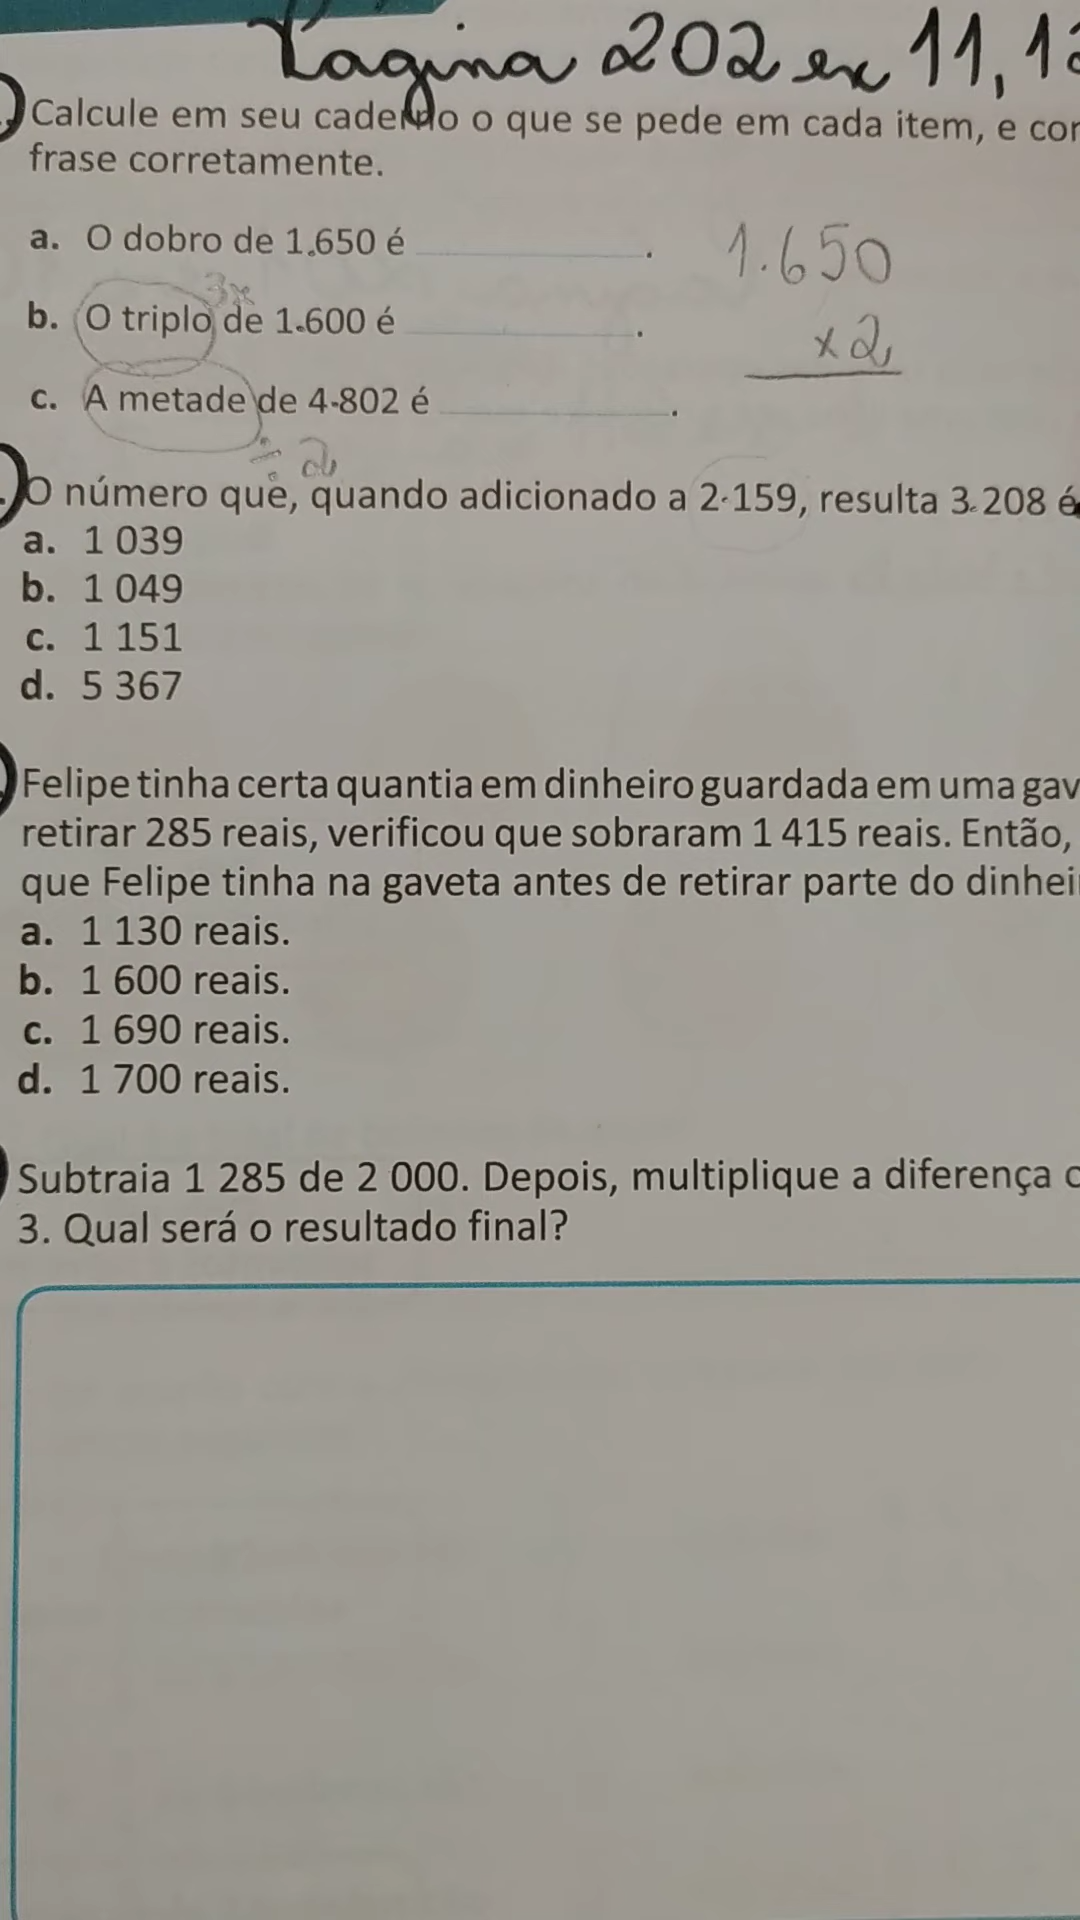 Página 202 ex 11, 12
Calcule em seu caderno o que se pede em cada item, e
frase corretamente.
a. O dobro de 1.650 é ____________.
1.650
3x
b. O triplo de 1.600 é ____________.
x2
c. A metade de 4.802 é ____________.
÷ 2
O número que, quando adicionado a 2.159, resulta 3.208 é
a. 1 039
b. 1 049
c. 1 151
d. 5 367
Felipe tinha certa quantia em dinheiro guardada em uma gav
retirar 285 reais, verificou que sobraram 1 415 reais. Então,
que Felipe tinha na gaveta antes de retirar parte do dinhei
a. 1 130 reais.
b. 1 600 reais.
c. 1 690 reais.
d. 1 700 reais.
Subtraia 1 285 de 2 000. Depois, multiplique a diferença
3. Qual será o resultado final?